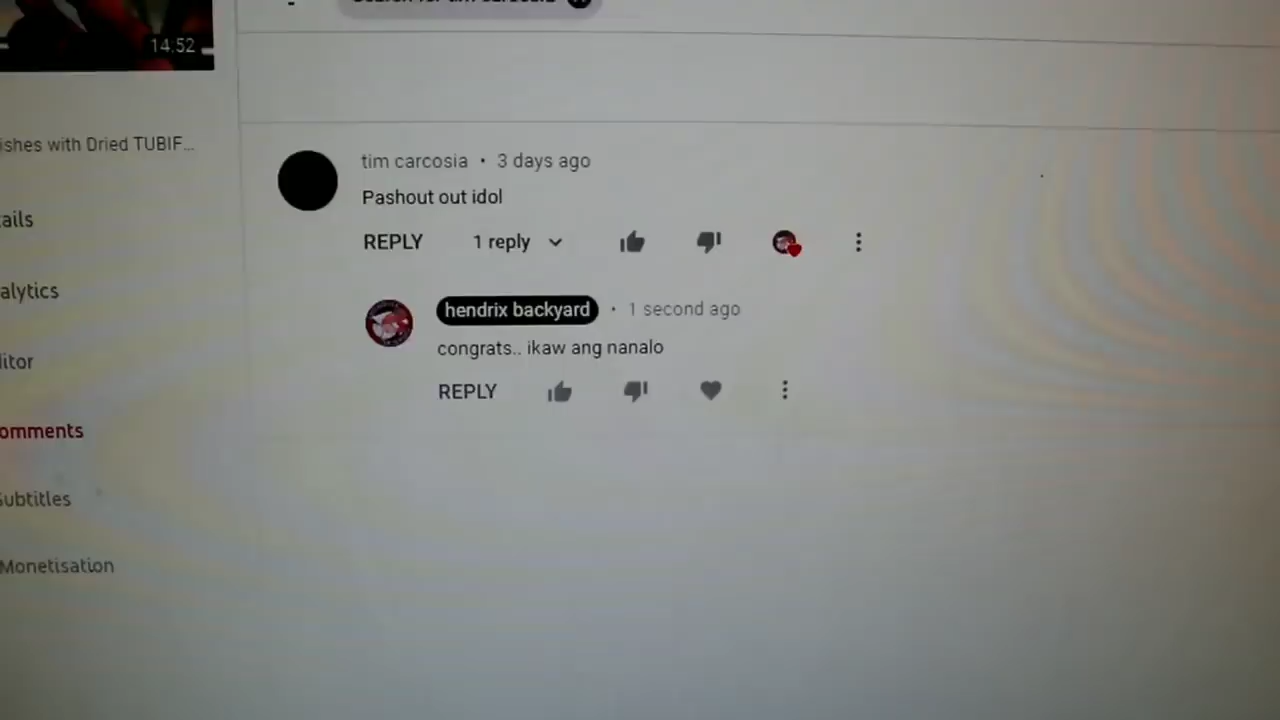 14:52
ishes with Dried TUBIF...
tim carcosia • 3 days ago
Pashout out idol
REPLY 1 reply
hendrix backyard • 1 second ago
congrats.. ikaw ang nanalo
REPLY
ails
alytics
itor
omments
Subtitles
Monetisation